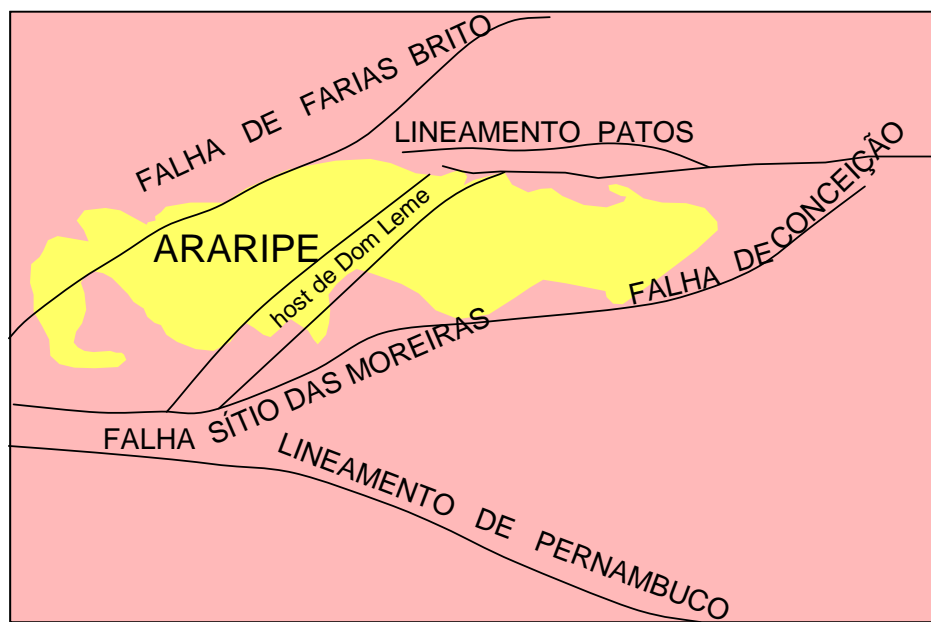 FALHA DE FARIAS BRITO
LINEAMENTO PATOS
ARARIPE
host de Dom Leme
FALHA DE CONCEIÇÃO
FALHA SÍTIO DAS MOREIRAS
LINEAMENTO DE PERNAMBUCO